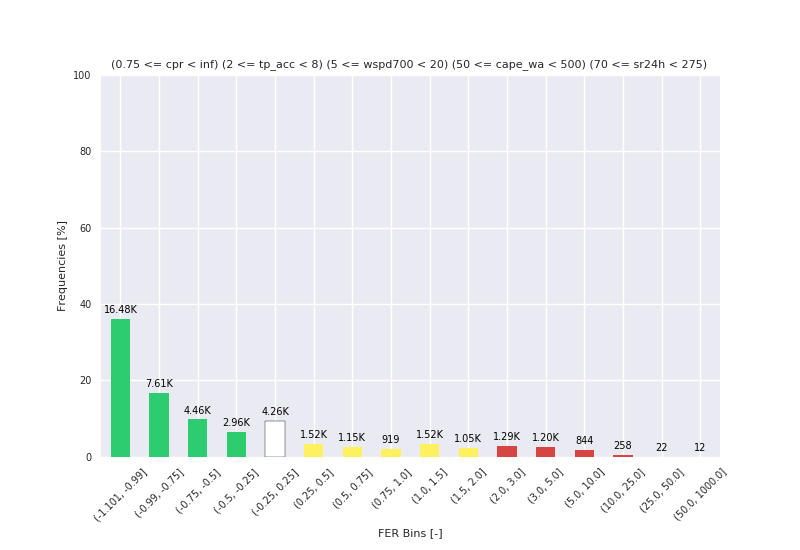 (0.75 <= cpr < inf) (2 <= tp_acc < 8) (5 <= wspd700 < 20) (50 <= cape_wa < 500) (70 <= sr24h < 275)
100
80
60
40
20
0
Frequencies [%]
16.48K
7.61K
4.46K
2.96K
4.26K
1.52K
1.15K
919
1.52K
1.05K
1.29K
1.20K
844
258
22
12
(-1.101, -0.99]
(-0.99, -0.75]
(-0.75, -0.5]
(-0.5, -0.25]
(-0.25, 0.25]
(0.25, 0.5]
(0.5, 0.75]
(0.75, 1.0]
(1.0, 1.5]
(1.5, 2.0]
(2.0, 3.0]
(3.0, 5.0]
(5.0, 10.0]
(10.0, 25.0]
(25.0, 50.0]
(50.0, 1000.0]
FER Bins [-]